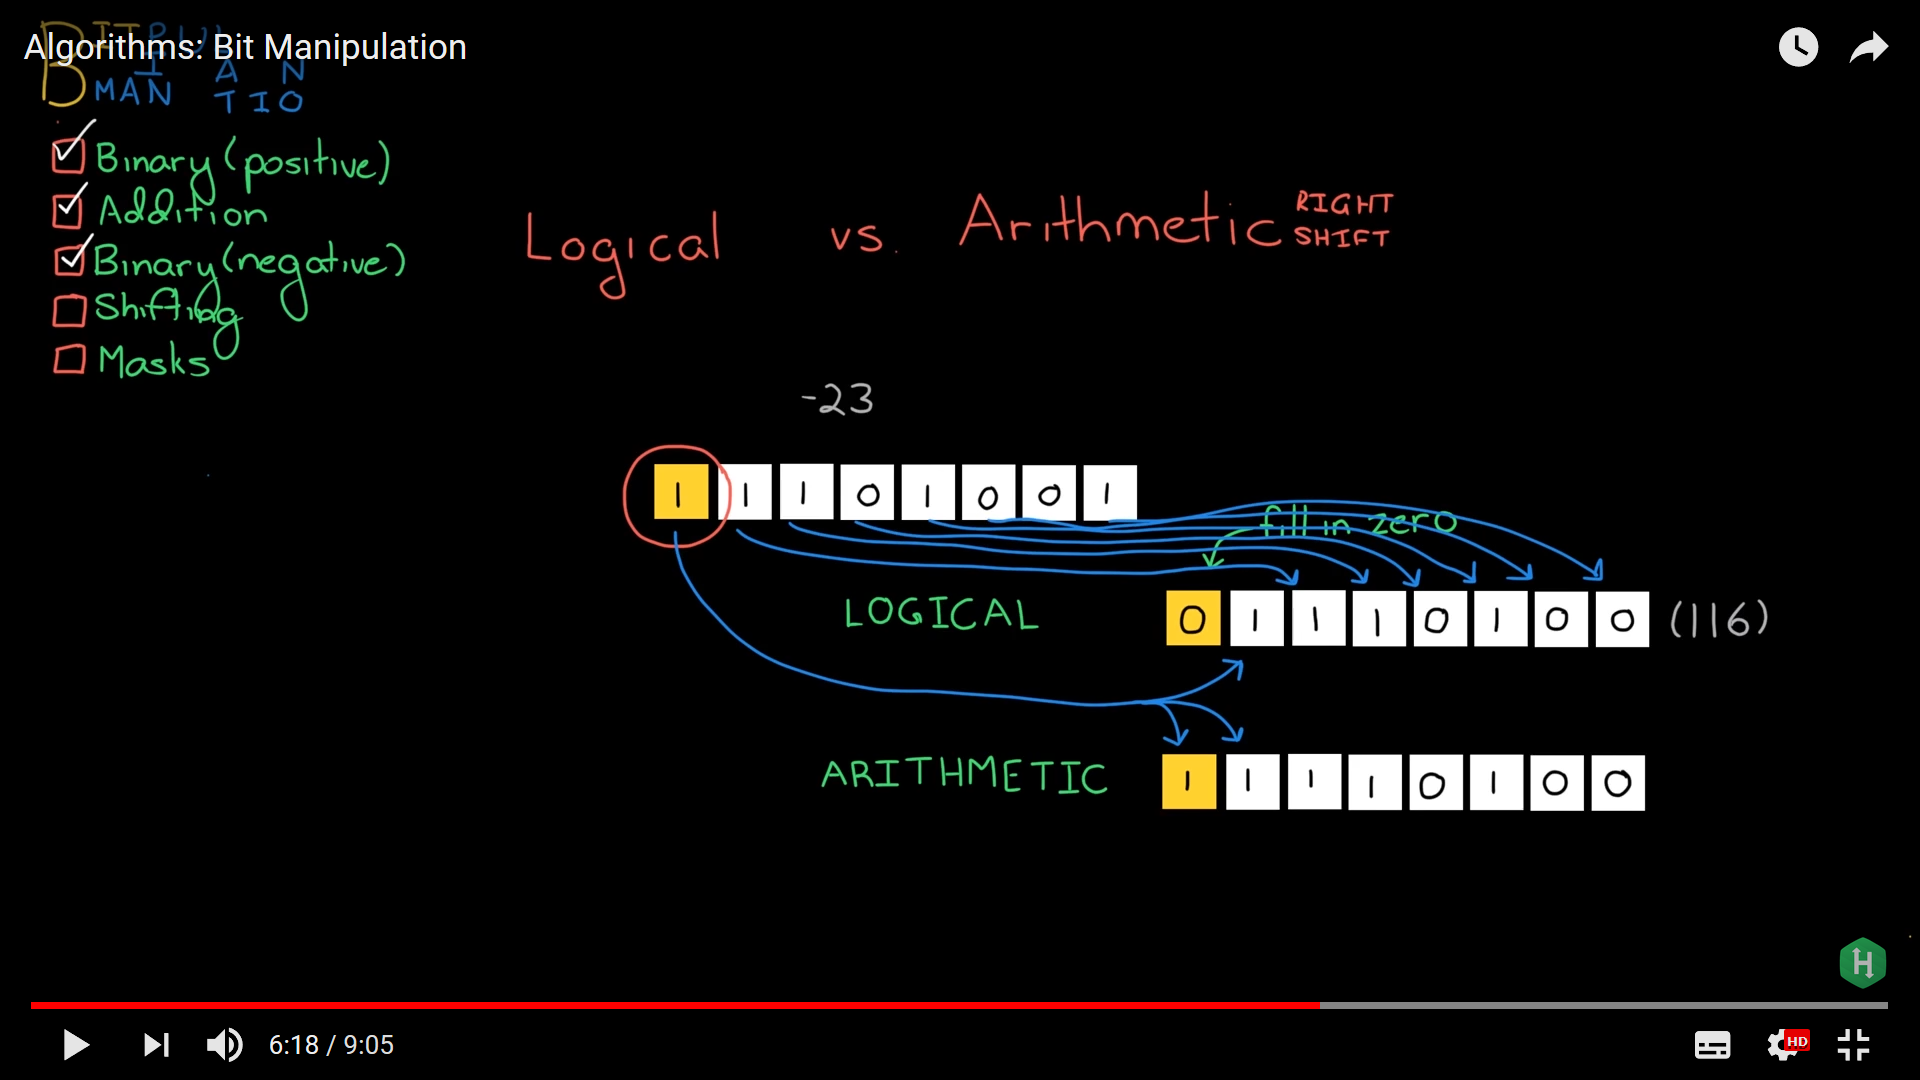 Algorithms: Bit Manipulation
BIT
MANIPULATION
Binary (positive)
Addition
Binary (negative)
Shifting
Masks
Logical vs. Arithmetic RIGHT SHIFT
-23
1 1 1 0 1 0 0 1
fill in zero
LOGICAL 0 1 1 1 0 1 0 0 (116)
ARITHMETIC 1 1 1 1 0 1 0 0
H
6:18 / 9:05
HD